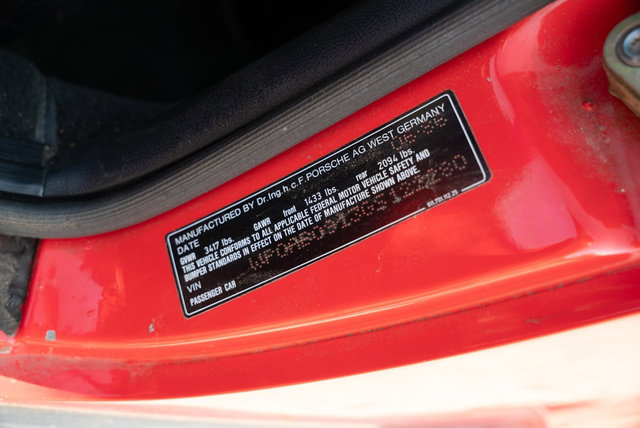 MANUFACTURED BY Dr.Ing.h.c.F.PORSCHE AG WEST GERMANY
DATE
GVWR 3417 lbs. GAWR front 1433 lbs. rear 2094 lbs.
THIS VEHICLE CONFORMS TO ALL APPLICABLE FEDERAL MOTOR VEHICLE SAFETY AND
BUMPER STANDARDS IN EFFECT ON THE DATE OF MANUFACTURE SHOWN ABOVE.
VIN
PASSENGER CAR